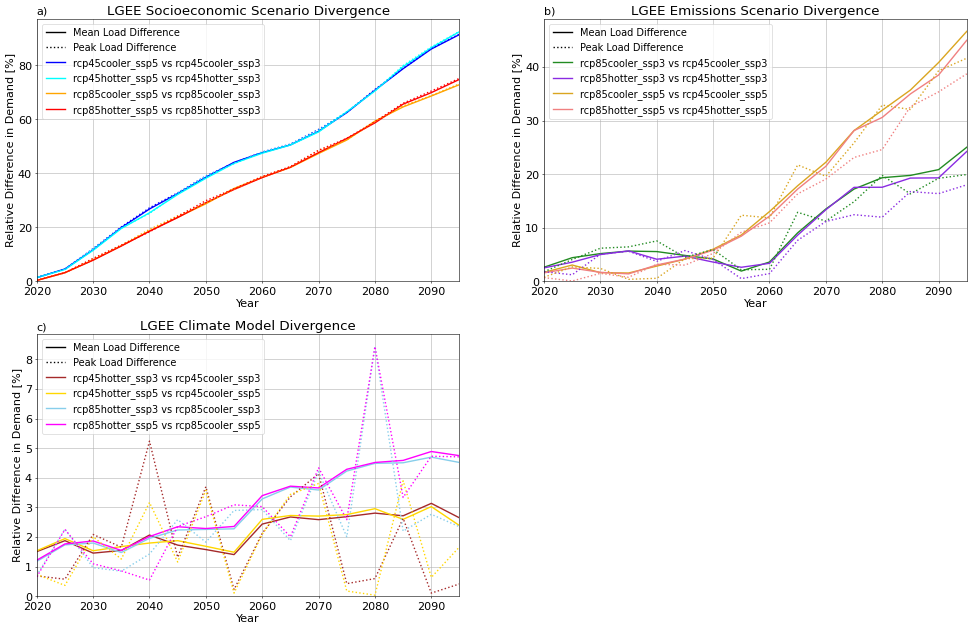 a)
LGEE Socioeconomic Scenario Divergence
Mean Load Difference
Peak Load Difference
rcp45cooler_ssp5 vs rcp45cooler_ssp3
rcp45hotter_ssp5 vs rcp45hotter_ssp3
rcp85cooler_ssp5 vs rcp85cooler_ssp3
rcp85hotter_ssp5 vs rcp85hotter_ssp3
Relative Difference in Demand [%]
80
60
40
20
0
2020 2030 2040 2050 2060 2070 2080 2090
Year
b)
LGEE Emissions Scenario Divergence
Mean Load Difference
Peak Load Difference
rcp85cooler_ssp3 vs rcp45cooler_ssp3
rcp85hotter_ssp3 vs rcp45hotter_ssp3
rcp85cooler_ssp5 vs rcp45cooler_ssp5
rcp85hotter_ssp5 vs rcp45hotter_ssp5
Relative Difference in Demand [%]
40
30
20
10
0
2020 2030 2040 2050 2060 2070 2080 2090
Year
c)
LGEE Climate Model Divergence
Mean Load Difference
Peak Load Difference
rcp45hotter_ssp3 vs rcp45cooler_ssp3
rcp45hotter_ssp5 vs rcp45cooler_ssp5
rcp85hotter_ssp3 vs rcp85cooler_ssp3
rcp85hotter_ssp5 vs rcp85cooler_ssp5
Relative Difference in Demand [%]
8
7
6
5
4
3
2
1
0
2020 2030 2040 2050 2060 2070 2080 2090
Year